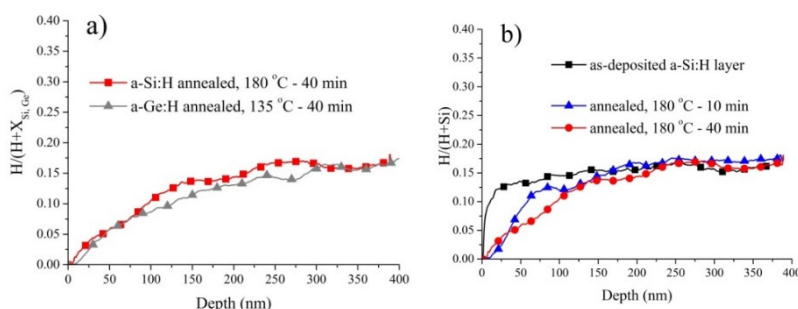 a)
0.40
0.35
0.30
0.25
0.20
0.15
0.10
0.05
0.00
H/(H+X Si, Ge)
a-Si:H annealed, 180 °C - 40 min
a-Ge:H annealed, 135 °C - 40 min
0 50 100 150 200 250 300 350 400
Depth (nm)
b)
0.40
0.35
0.30
0.25
0.20
0.15
0.10
0.05
0.00
H/(H+Si)
as-deposited a-Si:H layer
annealed, 180 °C - 10 min
annealed, 180 °C - 40 min
0 50 100 150 200 250 300 350 400
Depth (nm)